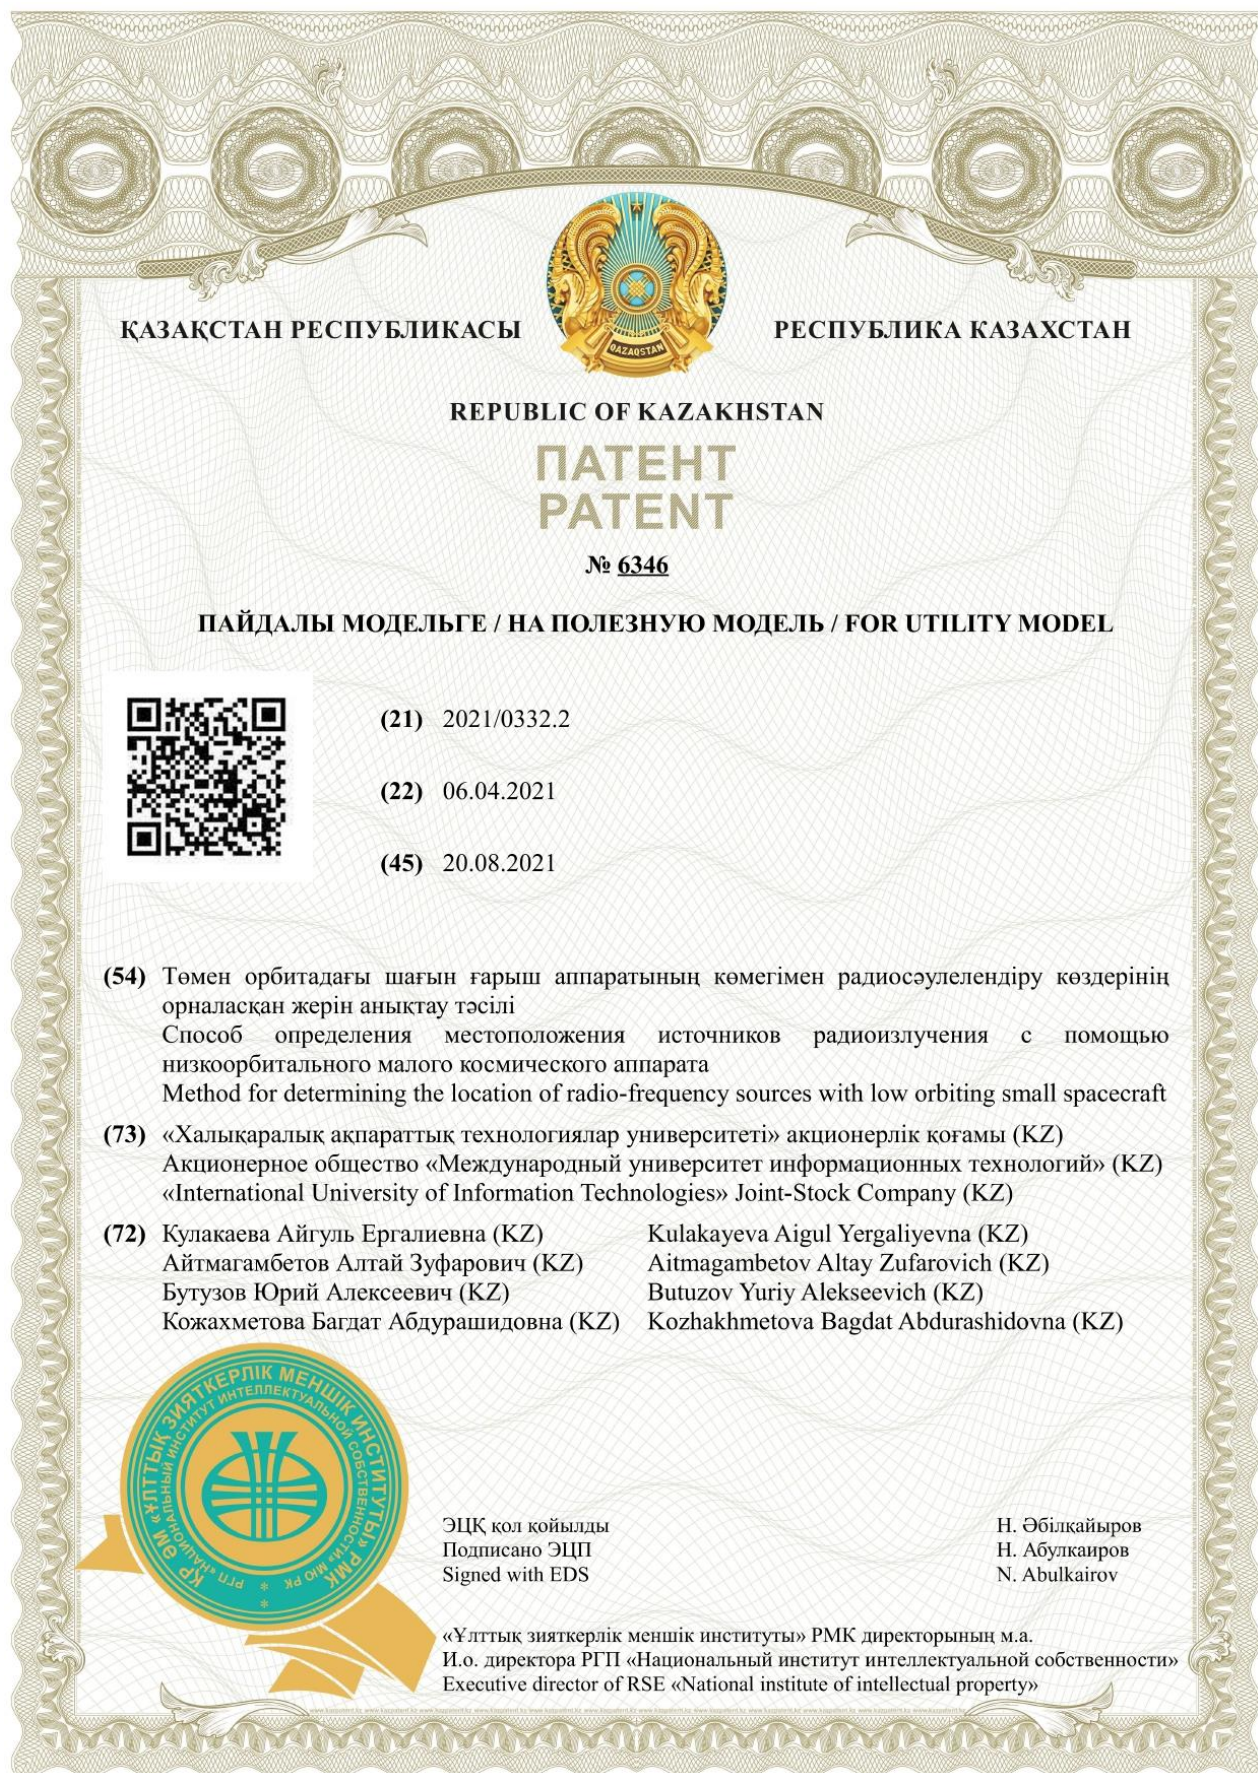 ҚАЗАҚСТАН РЕСПУБЛИКАСЫ
РЕСПУБЛИКА КАЗАХСТАН
QAZAQSTAN
REPUBLIC OF KAZAKHSTAN
ПАТЕНТ
PATENT
№ 6346
ПАЙДАЛЫ МОДЕЛЬГЕ / НА ПОЛЕЗНУЮ МОДЕЛЬ / FOR UTILITY MODEL
(21) 2021/0332.2
(22) 06.04.2021
(45) 20.08.2021
(54) Төмен орбитадағы шағын ғарыш аппаратының көмегімен радиосәулелендіру көздерінің
орналасқан жерін анықтау тәсілі
Способ определения местоположения источников радиоизлучения с помощью
низкоорбитального малого космического аппарата
Method for determining the location of radio-frequency sources with low orbiting small spacecraft
(73) «Халықаралық ақпараттық технологиялар университеті» акционерлік қоғамы (KZ)
Акционерное общество «Международный университет информационных технологий» (KZ)
«International University of Information Technologies» Joint-Stock Company (KZ)
(72) Кулакаева Айгуль Ергалиевна (KZ) Kulakayeva Aigul Yergaliyevna (KZ)
Айтмагамбетов Алтай Зуфарович (KZ) Aitmagambetov Altay Zufarovich (KZ)
Бутузов Юрий Алексеевич (KZ) Butuzov Yuriy Alekseevich (KZ)
Кожахметова Багдат Абдурашидовна (KZ) Kozhakhmetova Bagdat Abdurashidovna (KZ)
ҚР ӘМ «ҰЛТТЫҚ ЗИЯТКЕРЛІК МЕНШІК ИНСТИТУТЫ» РМК
РГП «НАЦИОНАЛЬНЫЙ ИНСТИТУТ ИНТЕЛЛЕКТУАЛЬНОЙ СОБСТВЕННОСТИ» МЮ РК
ЭЦҚ қол қойылды Н. Әбілқайыров
Подписано ЭЦП Н. Абулкаиров
Signed with EDS N. Abulkairov
«Ұлттық зияткерлік меншік институты» РМК директорының м.а.
И.о. директора РГП «Национальный институт интеллектуальной собственности»
Executive director of RSE «National institute of intellectual property»